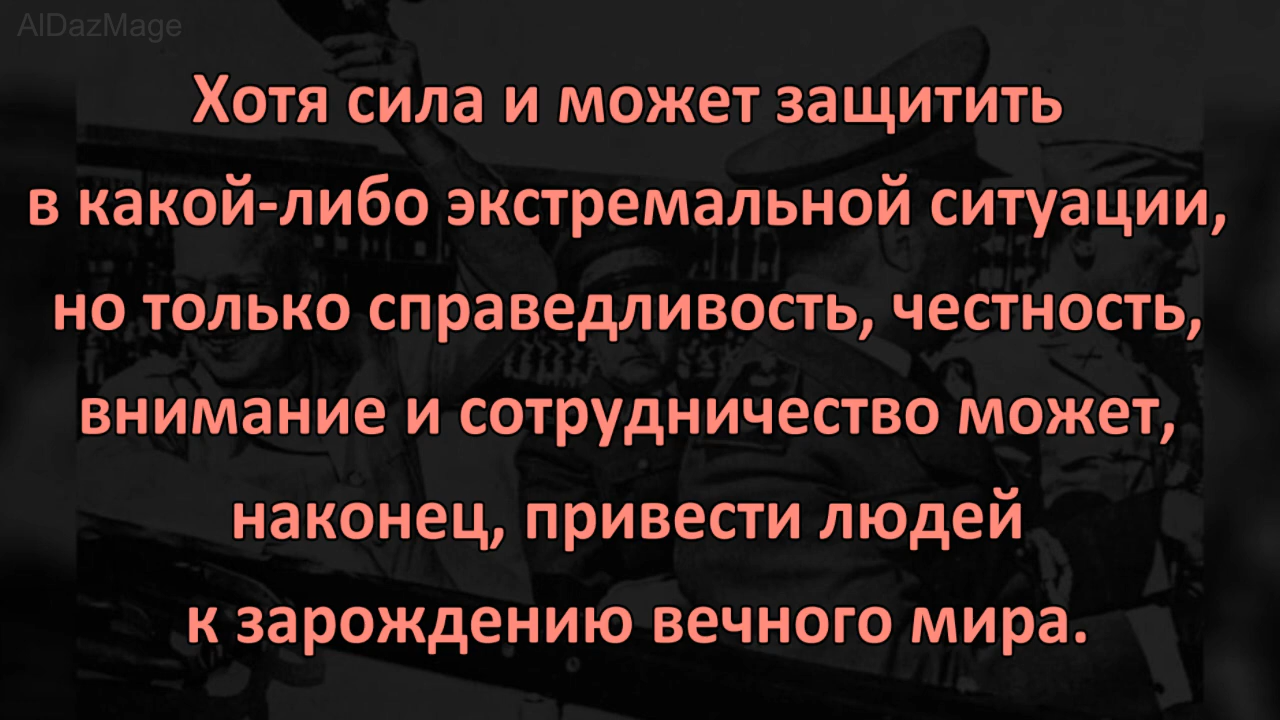 AlDazMage
Хотя сила и может защитить
в какой-либо экстремальной ситуации,
но только справедливость, честность,
внимание и сотрудничество может,
наконец, привести людей
к зарождению вечного мира.